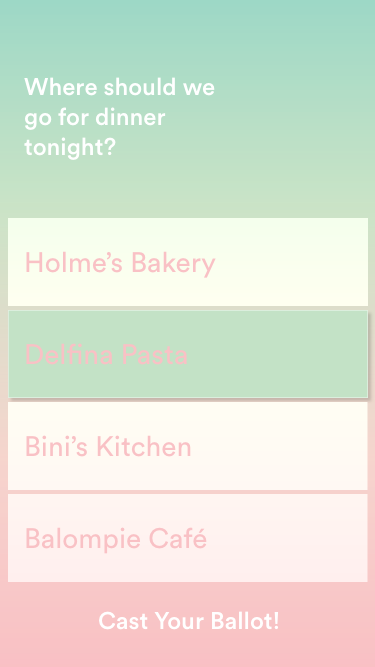 Where should we
go for dinner
tonight?
Holme’s Bakery
Delfina Pasta
Bini’s Kitchen
Balompie Café
Cast Your Ballot!